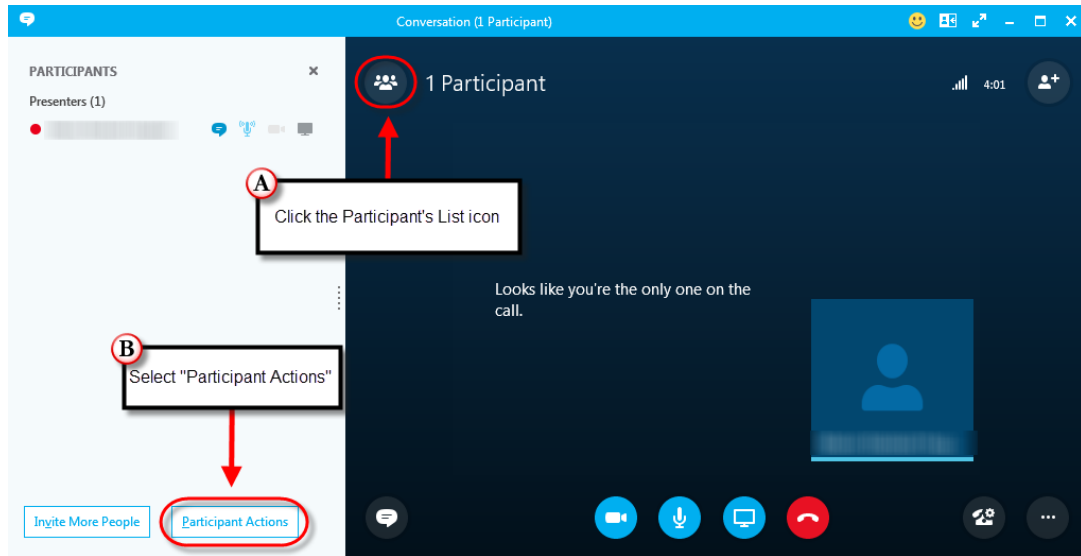 Conversation (1 Participant)
PARTICIPANTS
Presenters (1)
1 Participant
4:01
A
Click the Participant's List icon
Looks like you're the only one on the
call.
B
Select "Participant Actions"
Invite More People
Participant Actions